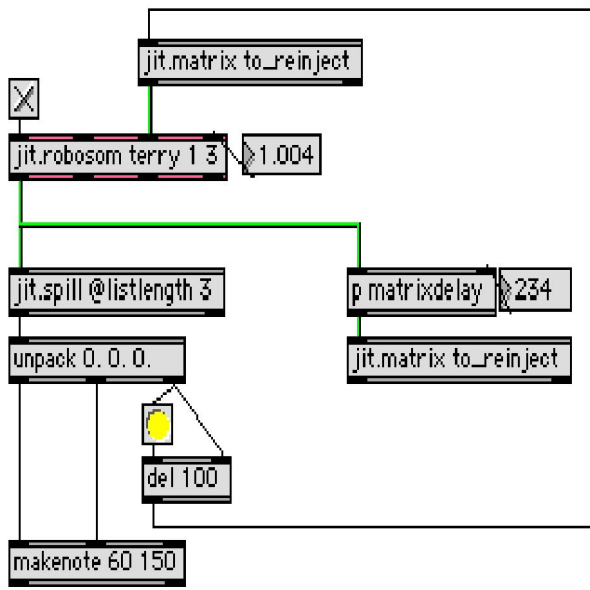 jit.matrix to_reinject
jit.robosom terry 1 3
1.004
jit.spill @listlength 3
p matrixdelay
234
unpack 0. 0. 0.
jit.matrix to_reinject
del 100
makenote 60 150